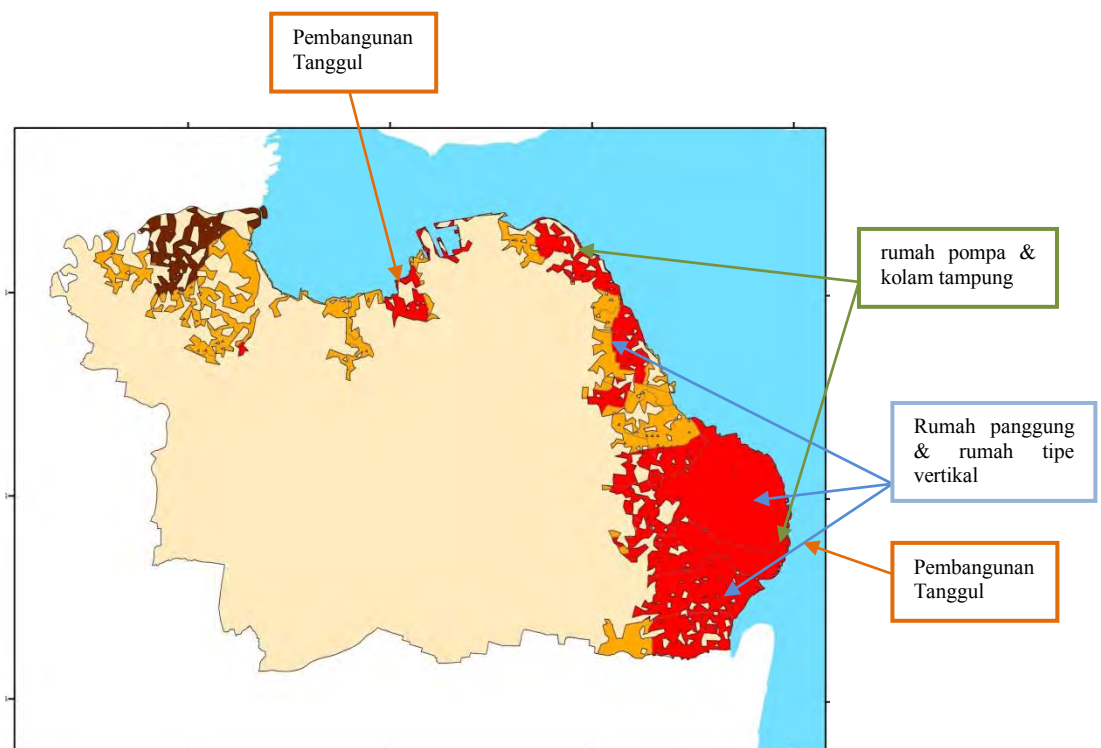 Pembangunan
Tanggul
rumah pompa &
kolam tampung
Rumah panggung
& rumah tipe
vertikal
Pembangunan
Tanggul